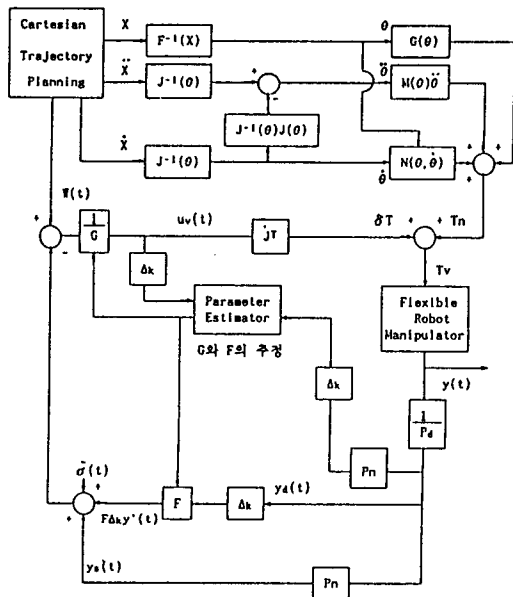 Cartesian
Trajectory
Planning
X
F⁻¹(X)
θ
G(θ)
Ẍ
J⁻¹(θ)
θ̈
M(θ)θ̈
J⁻¹(θ)J(θ)
Ẋ
J⁻¹(θ)
θ̇
N(θ,θ̇)
W(t)
1/G
uv(t)
JT
δT
Tn
Tv
Δk
Parameter
Estimator
G와 F의 추정
Flexible
Robot
Manipulator
y(t)
Δk
1/Pd
Pn
σ(t)
F
Δk
yd(t)
FΔky'(t)
Pn